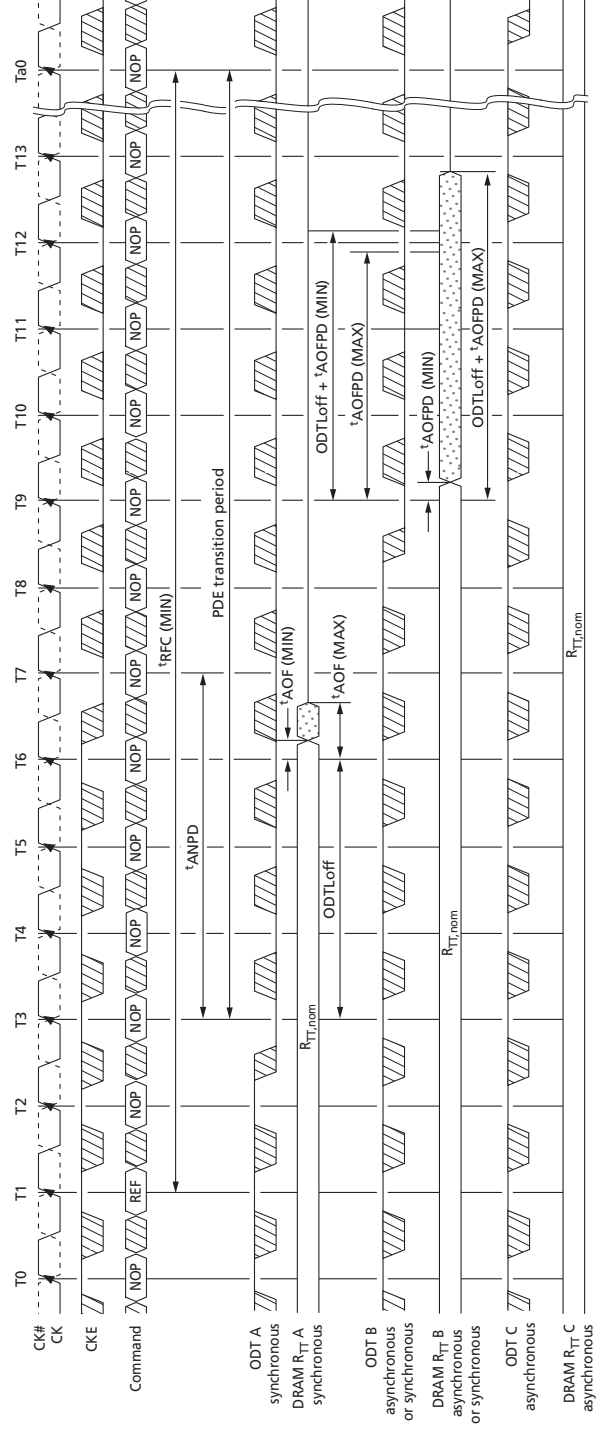 T0 T1 T2 T3 T4 T5 T6 T7 T8 T9 T10 T11 T12 T13 Ta0
CK#
CK
CKE
Command
NOP REF NOP NOP NOP NOP NOP NOP NOP NOP NOP NOP NOP NOP NOP
tRFC (MIN)
tANPD
PDE transition period
ODT A
synchronous
DRAM RTT A
synchronous
RTT,nom
tAOF (MIN)
ODTLoff
tAOF (MAX)
ODTLoff + tAOFPD (MIN)
tAOFPD (MAX)
ODT B
asynchronous
or synchronous
tAOFPD (MIN)
DRAM RTT B
asynchronous
or synchronous
RTT,nom
ODTLoff + tAOFPD (MAX)
ODT C
asynchronous
DRAM RTT C
asynchronous
RTT,nom